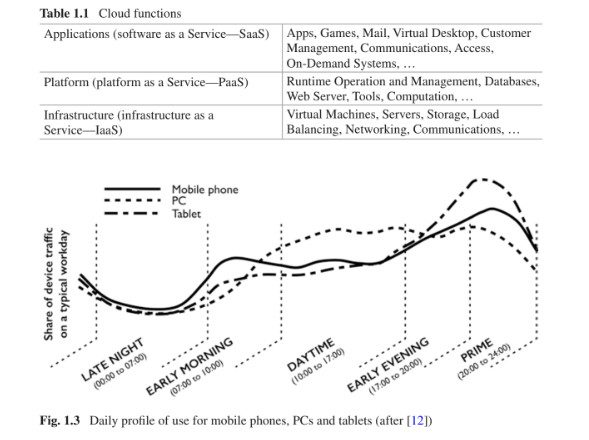 Table 1.1 Cloud functions
Applications (software as a Service—SaaS)
Apps, Games, Mail, Virtual Desktop, Customer
Management, Communications, Access,
On-Demand Systems, …
Platform (platform as a Service—PaaS)
Runtime Operation and Management, Databases,
Web Server, Tools, Computation, …
Infrastructure (infrastructure as a
Service—IaaS)
Virtual Machines, Servers, Storage, Load
Balancing, Networking, Communications, …
Mobile phone
PC
Tablet
Share of device traffic
on a typical workday
LATE NIGHT
(00:00 to 07:00)
EARLY MORNING
(07:00 to 10:00)
DAYTIME
(10:00 to 17:00)
EARLY EVENING
(17:00 to 20:00)
PRIME
(20:00 to 24:00)
Fig. 1.3 Daily profile of use for mobile phones, PCs and tablets (after [12])